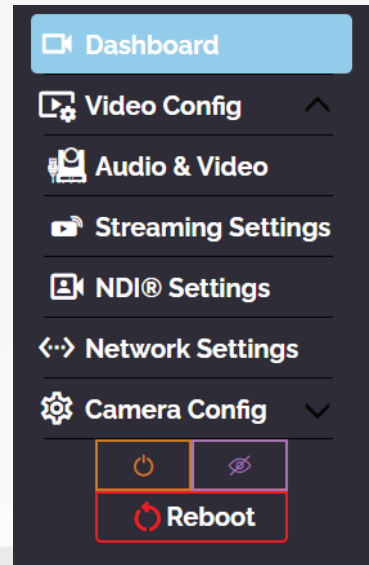 Dashboard
Video Config
Audio & Video
Streaming Settings
NDI® Settings
Network Settings
Camera Config
Reboot